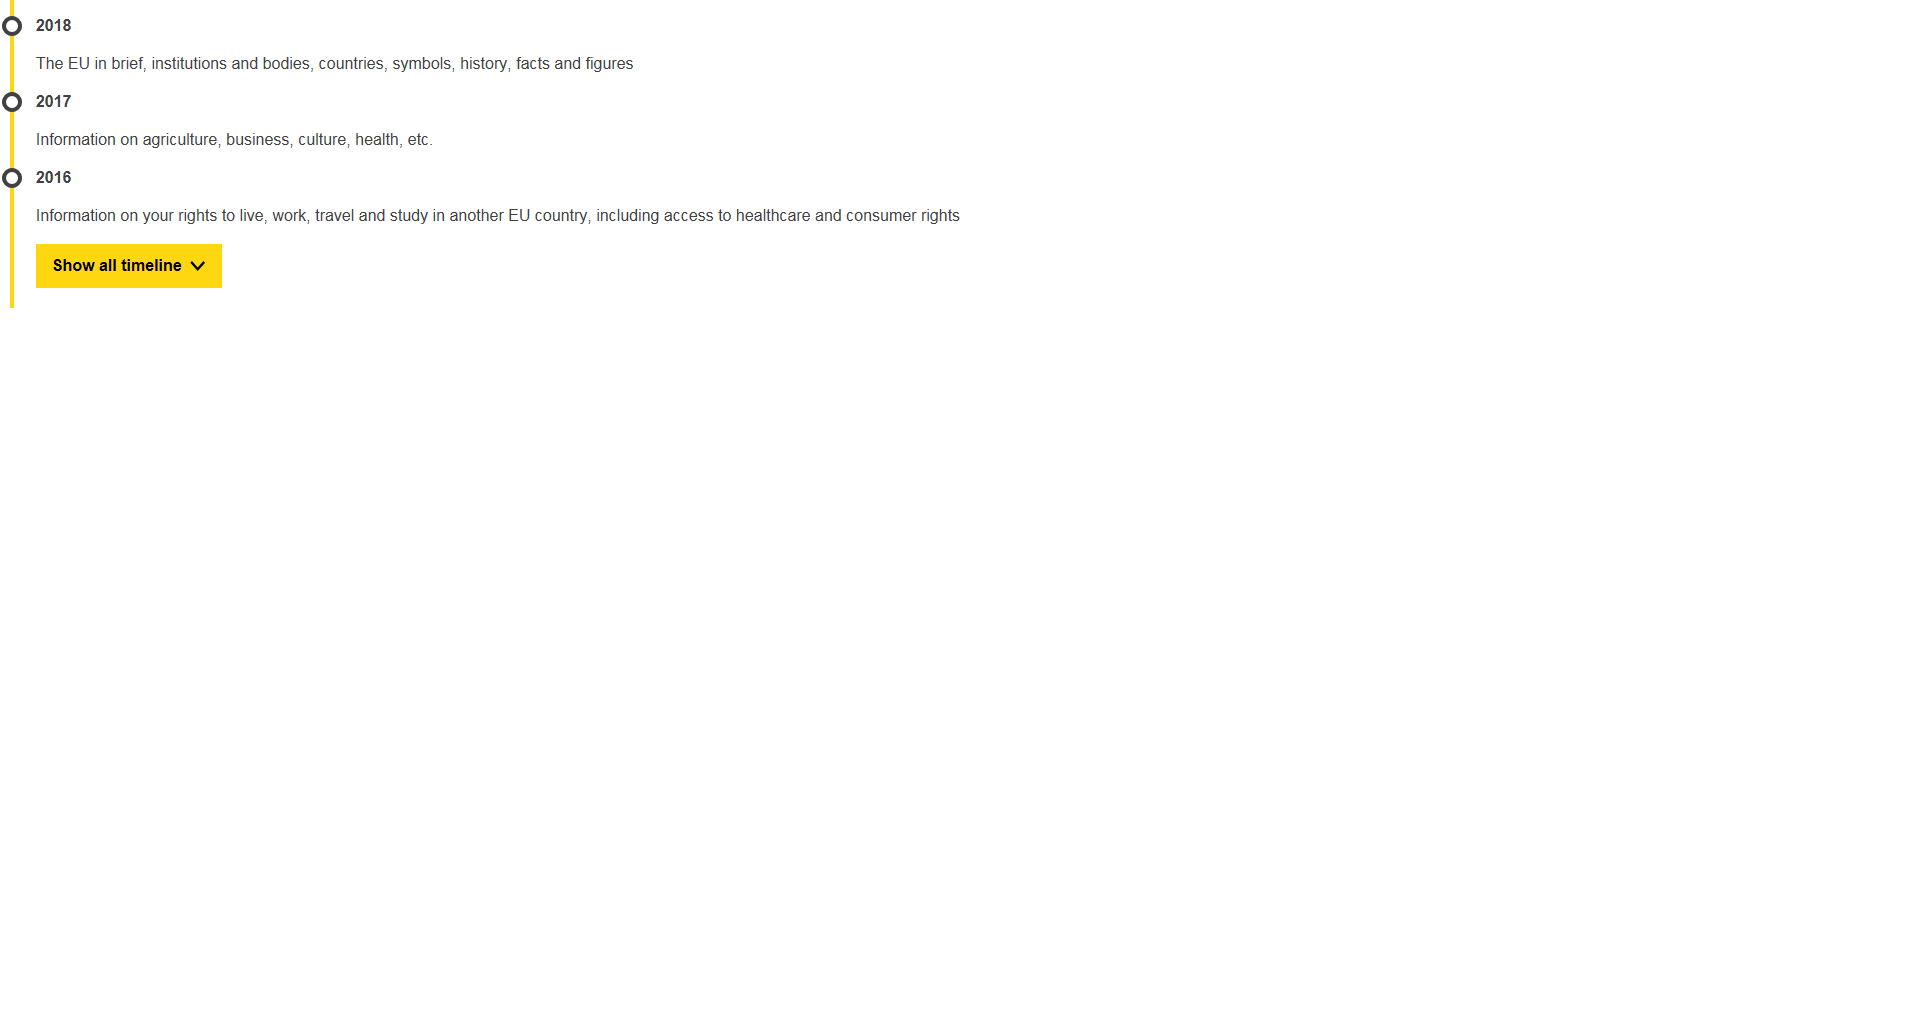 2018
The EU in brief, institutions and bodies, countries, symbols, history, facts and figures
2017
Information on agriculture, business, culture, health, etc.
2016
Information on your rights to live, work, travel and study in another EU country, including access to healthcare and consumer rights
Show all timeline